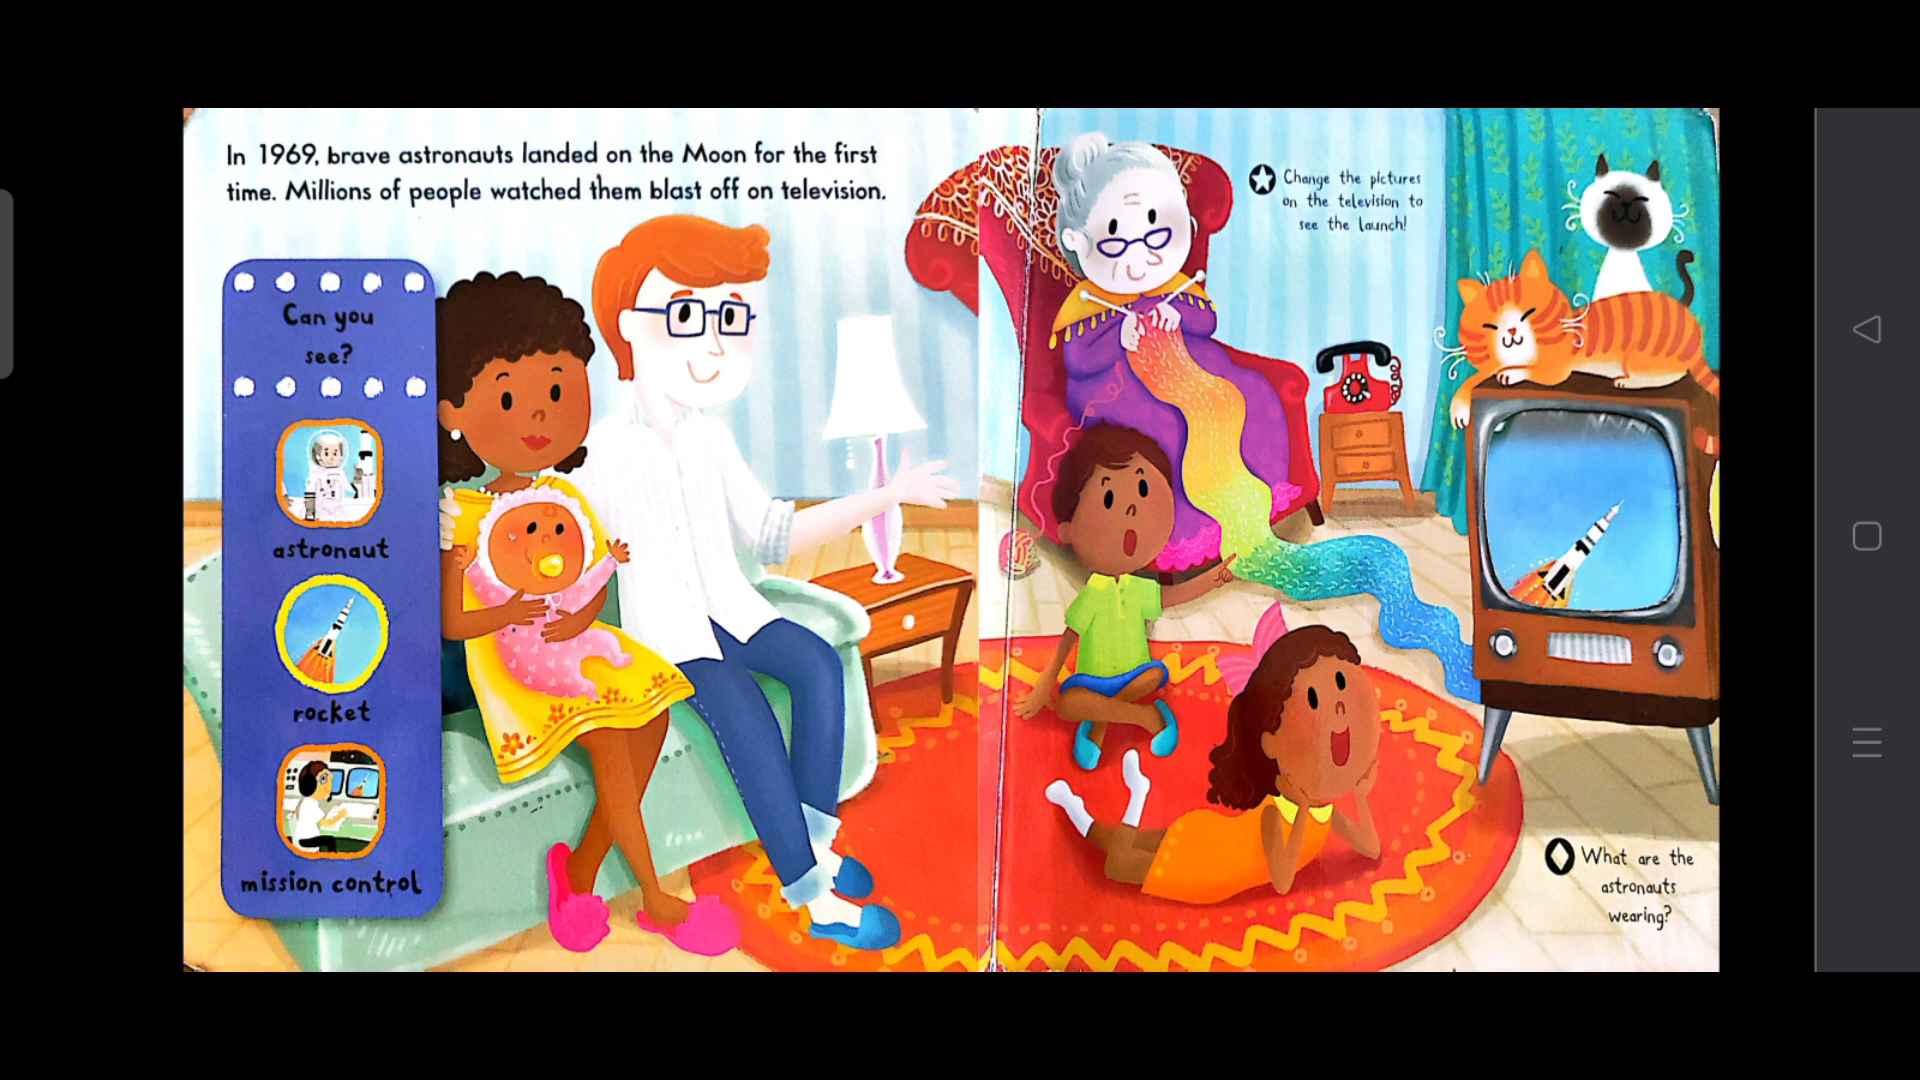 In 1969, brave astronauts landed on the Moon for the first
time. Millions of people watched them blast off on television.
Can you
see?
astronaut
rocket
mission control
Change the pictures
on the television to
see the launch!
What are the
astronauts
wearing?